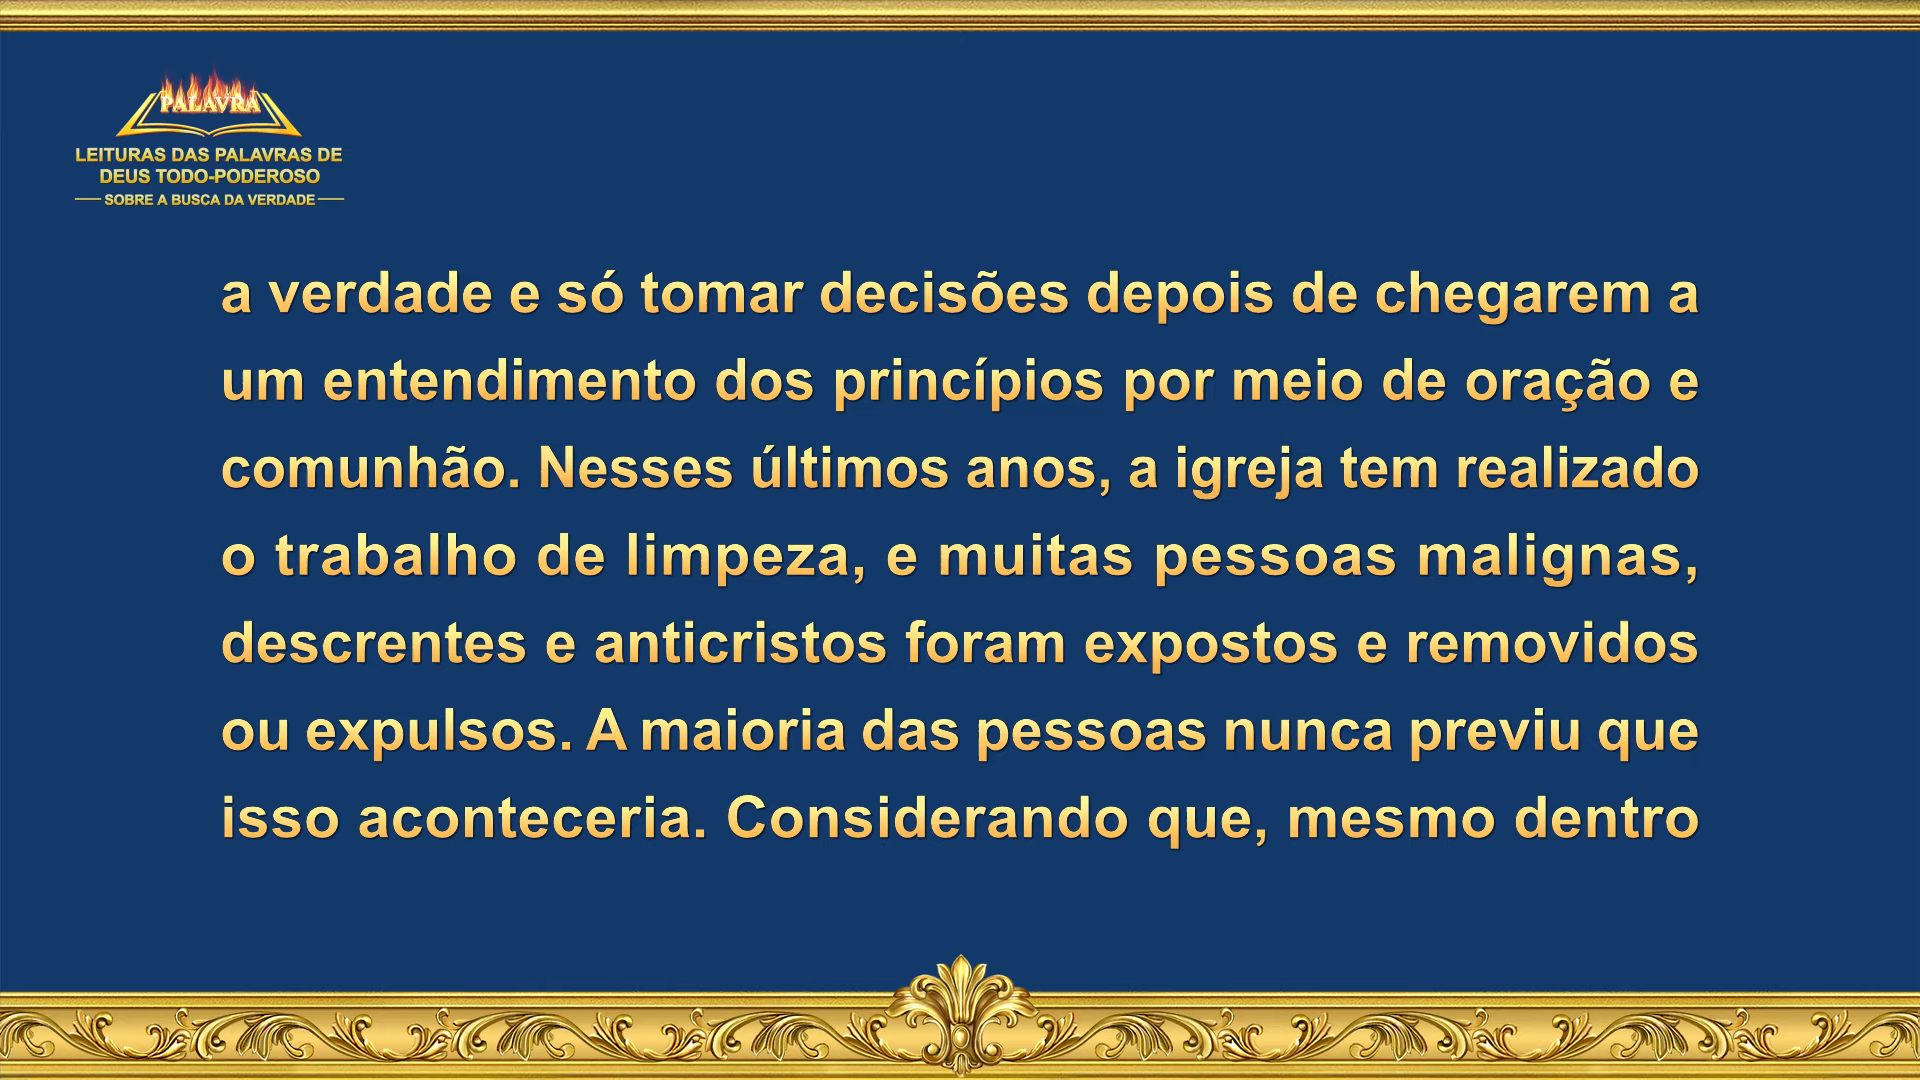 PALAVRA
LEITURAS DAS PALAVRAS DE
DEUS TODO-PODEROSO
SOBRE A BUSCA DA VERDADE
a verdade e só tomar decisões depois de chegarem a
um entendimento dos princípios por meio de oração e
comunhão. Nesses últimos anos, a igreja tem realizado
o trabalho de limpeza, e muitas pessoas malignas,
descrentes e anticristos foram expostos e removidos
ou expulsos. A maioria das pessoas nunca previu que
isso aconteceria. Considerando que, mesmo dentro